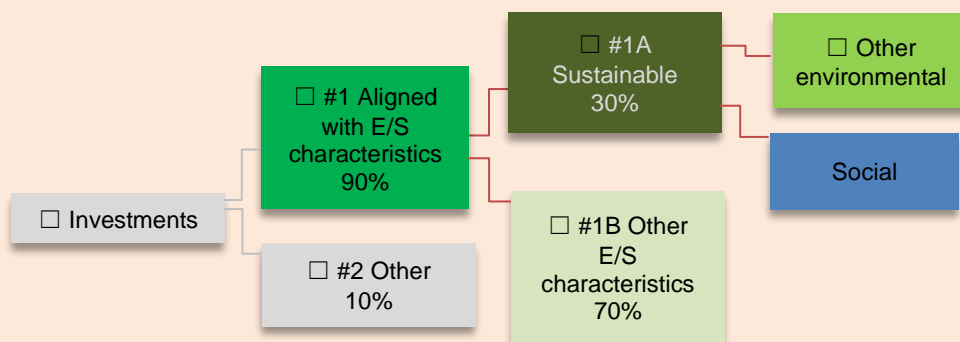 ☐ Investments
☐ #1 Aligned
with E/S
characteristics
90%
☐ #2 Other
10%
☐ #1A
Sustainable
30%
☐ #1B Other
E/S
characteristics
70%
☐ Other
environmental
Social